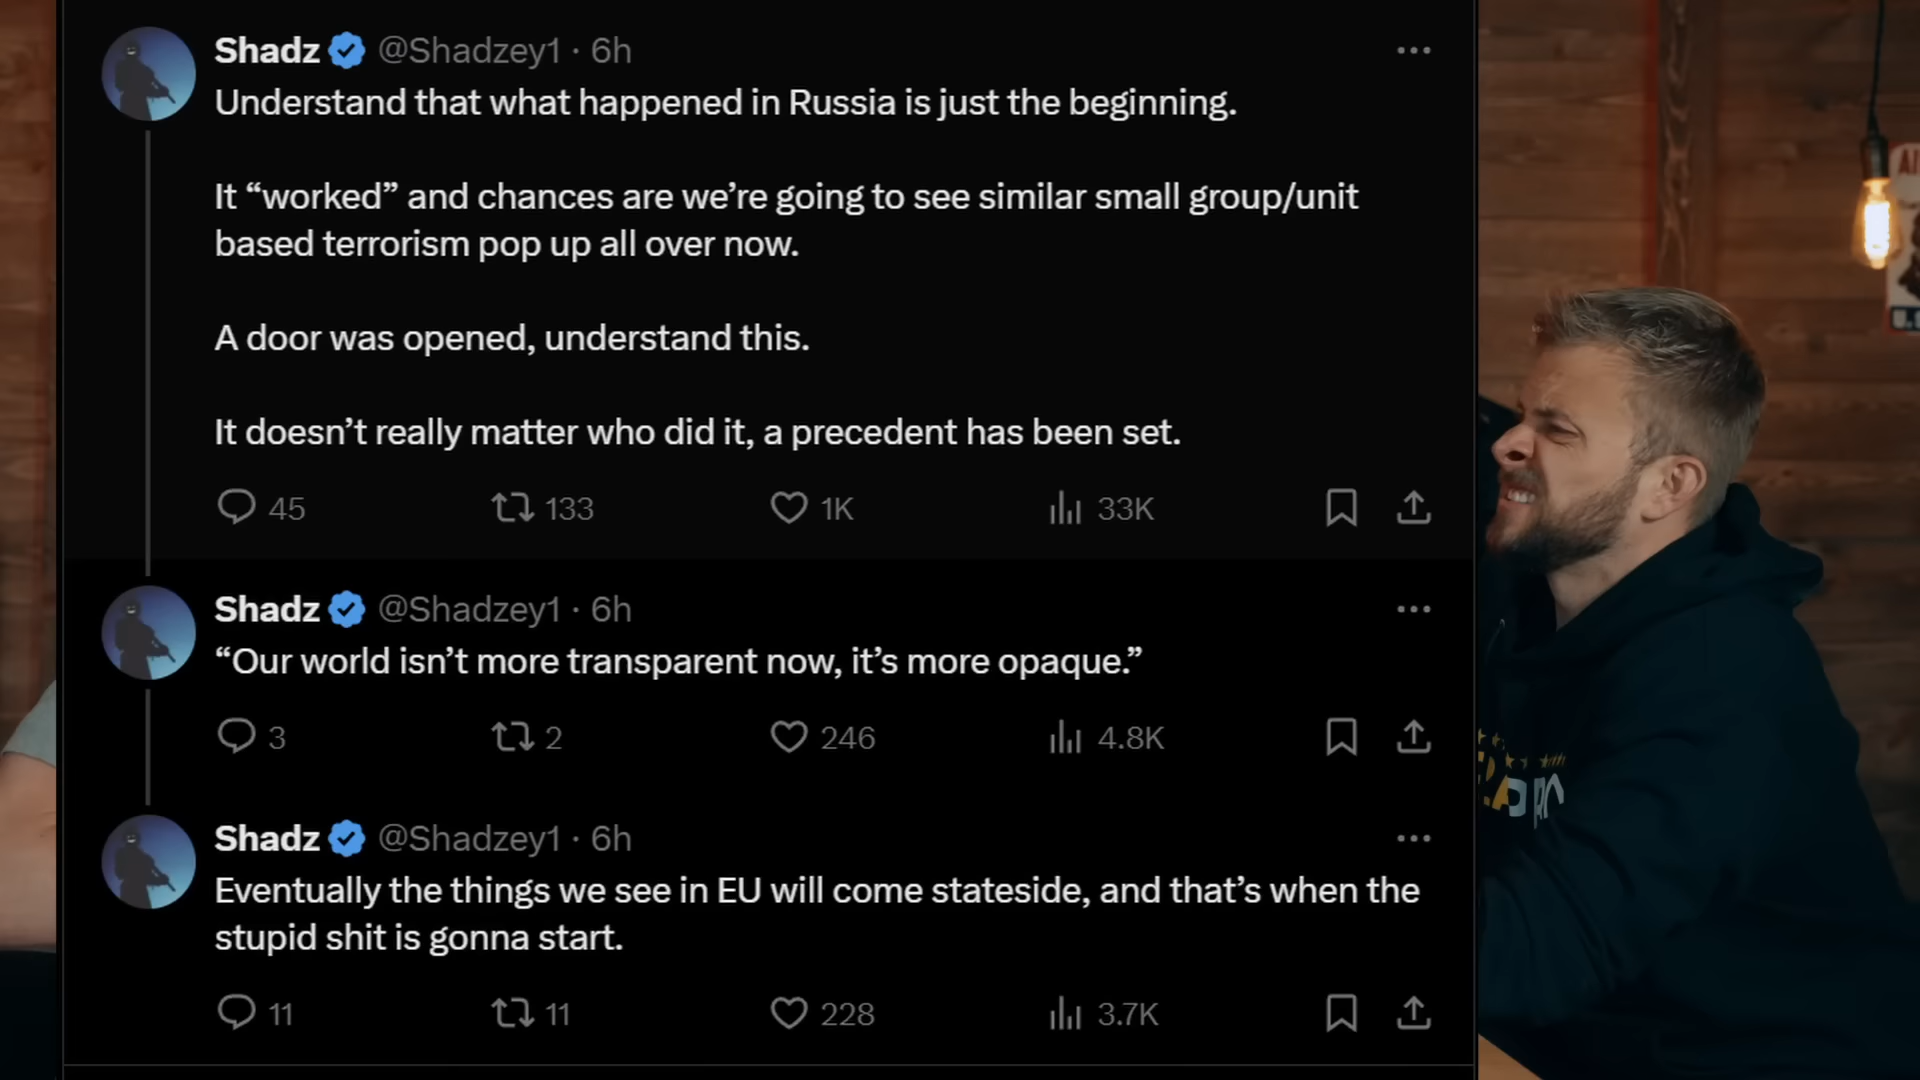 Shadz @Shadzey1 · 6h
Understand that what happened in Russia is just the beginning.
It “worked” and chances are we’re going to see similar small group/unit
based terrorism pop up all over now.
A door was opened, understand this.
It doesn’t really matter who did it, a precedent has been set.
45 133 1K 33K
Shadz @Shadzey1 · 6h
“Our world isn’t more transparent now, it’s more opaque.”
3 2 246 4.8K
Shadz @Shadzey1 · 6h
Eventually the things we see in EU will come stateside, and that’s when the
stupid shit is gonna start.
11 11 228 3.7K